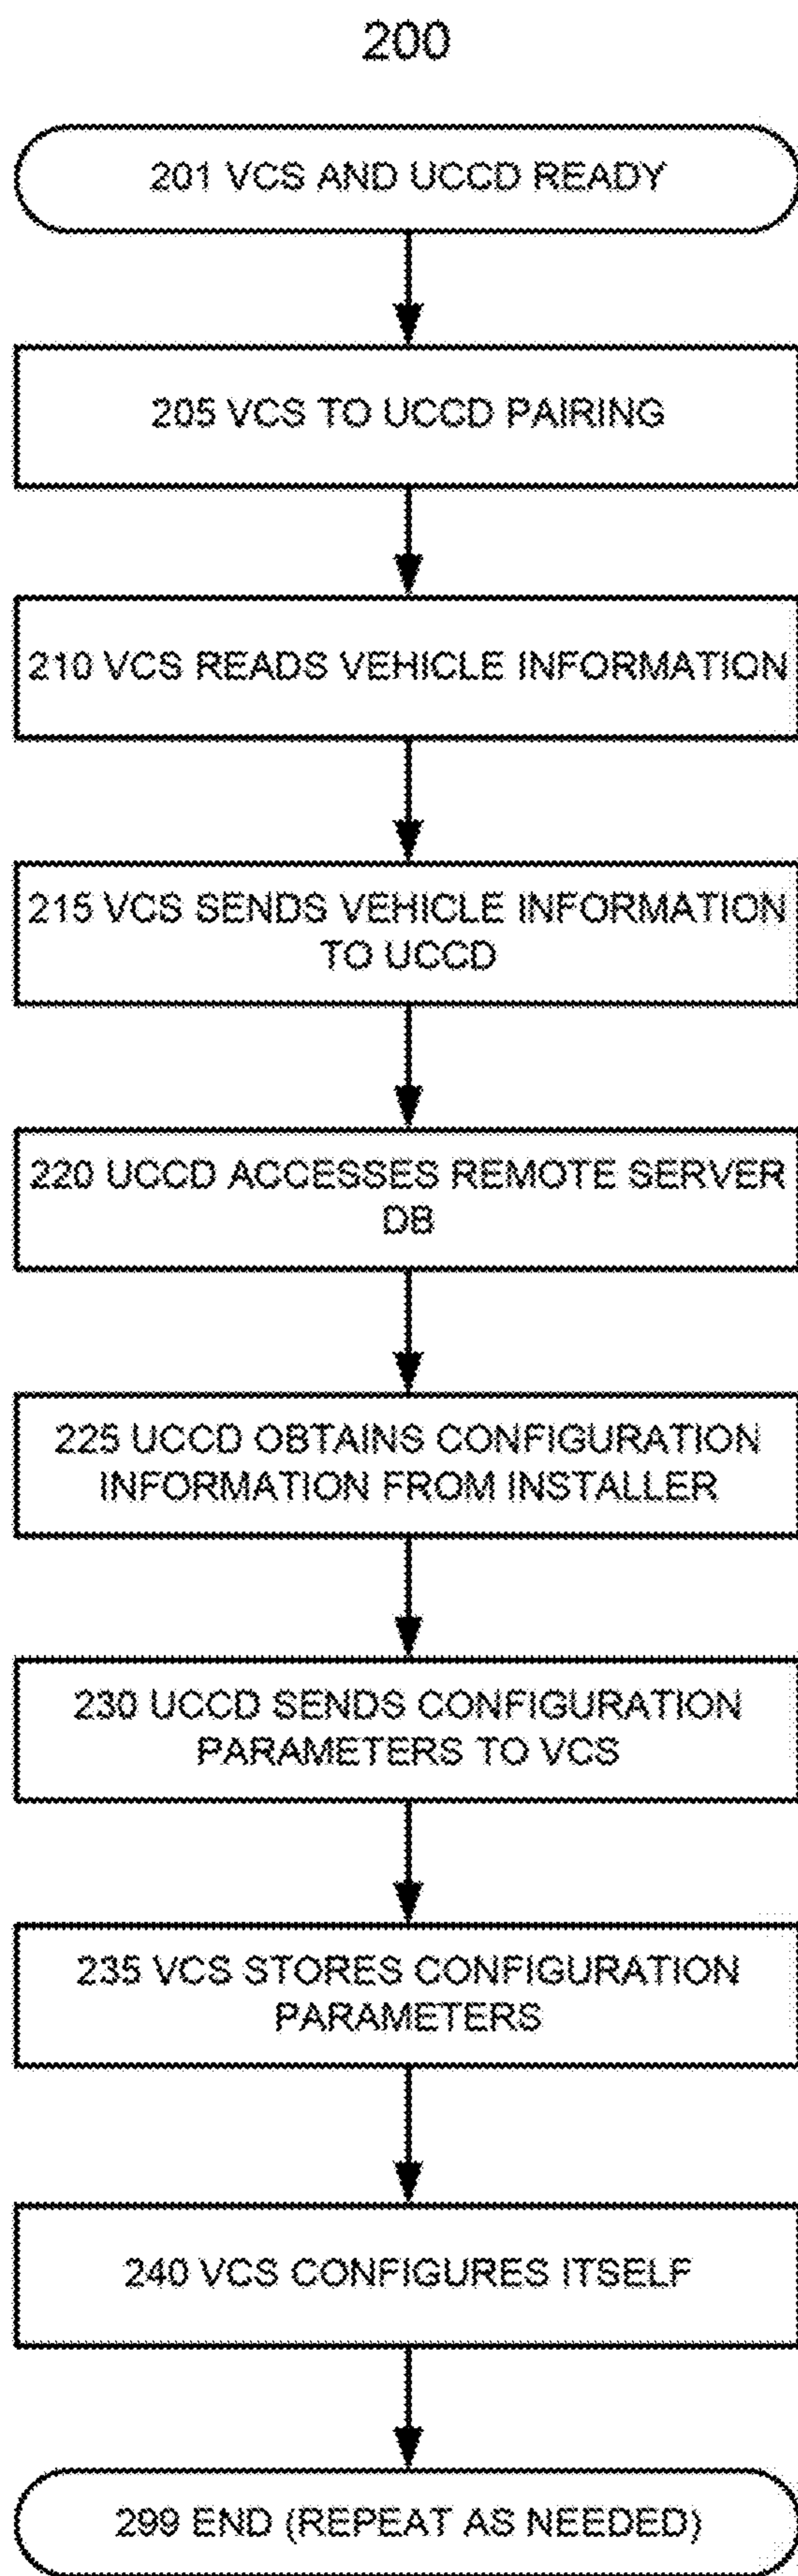 200
201 VCS AND UCCD READY
205 VCS TO UCCD PAIRING
210 VCS READS VEHICLE INFORMATION
215 VCS SENDS VEHICLE INFORMATION
TO UCCD
220 UCCD ACCESSES REMOTE SERVER
DB
225 UCCD OBTAINS CONFIGURATION
INFORMATION FROM INSTALLER
230 UCCD SENDS CONFIGURATION
PARAMETERS TO VCS
235 VCS STORES CONFIGURATION
PARAMETERS
240 VCS CONFIGURES ITSELF
299 END (REPEAT AS NEEDED)